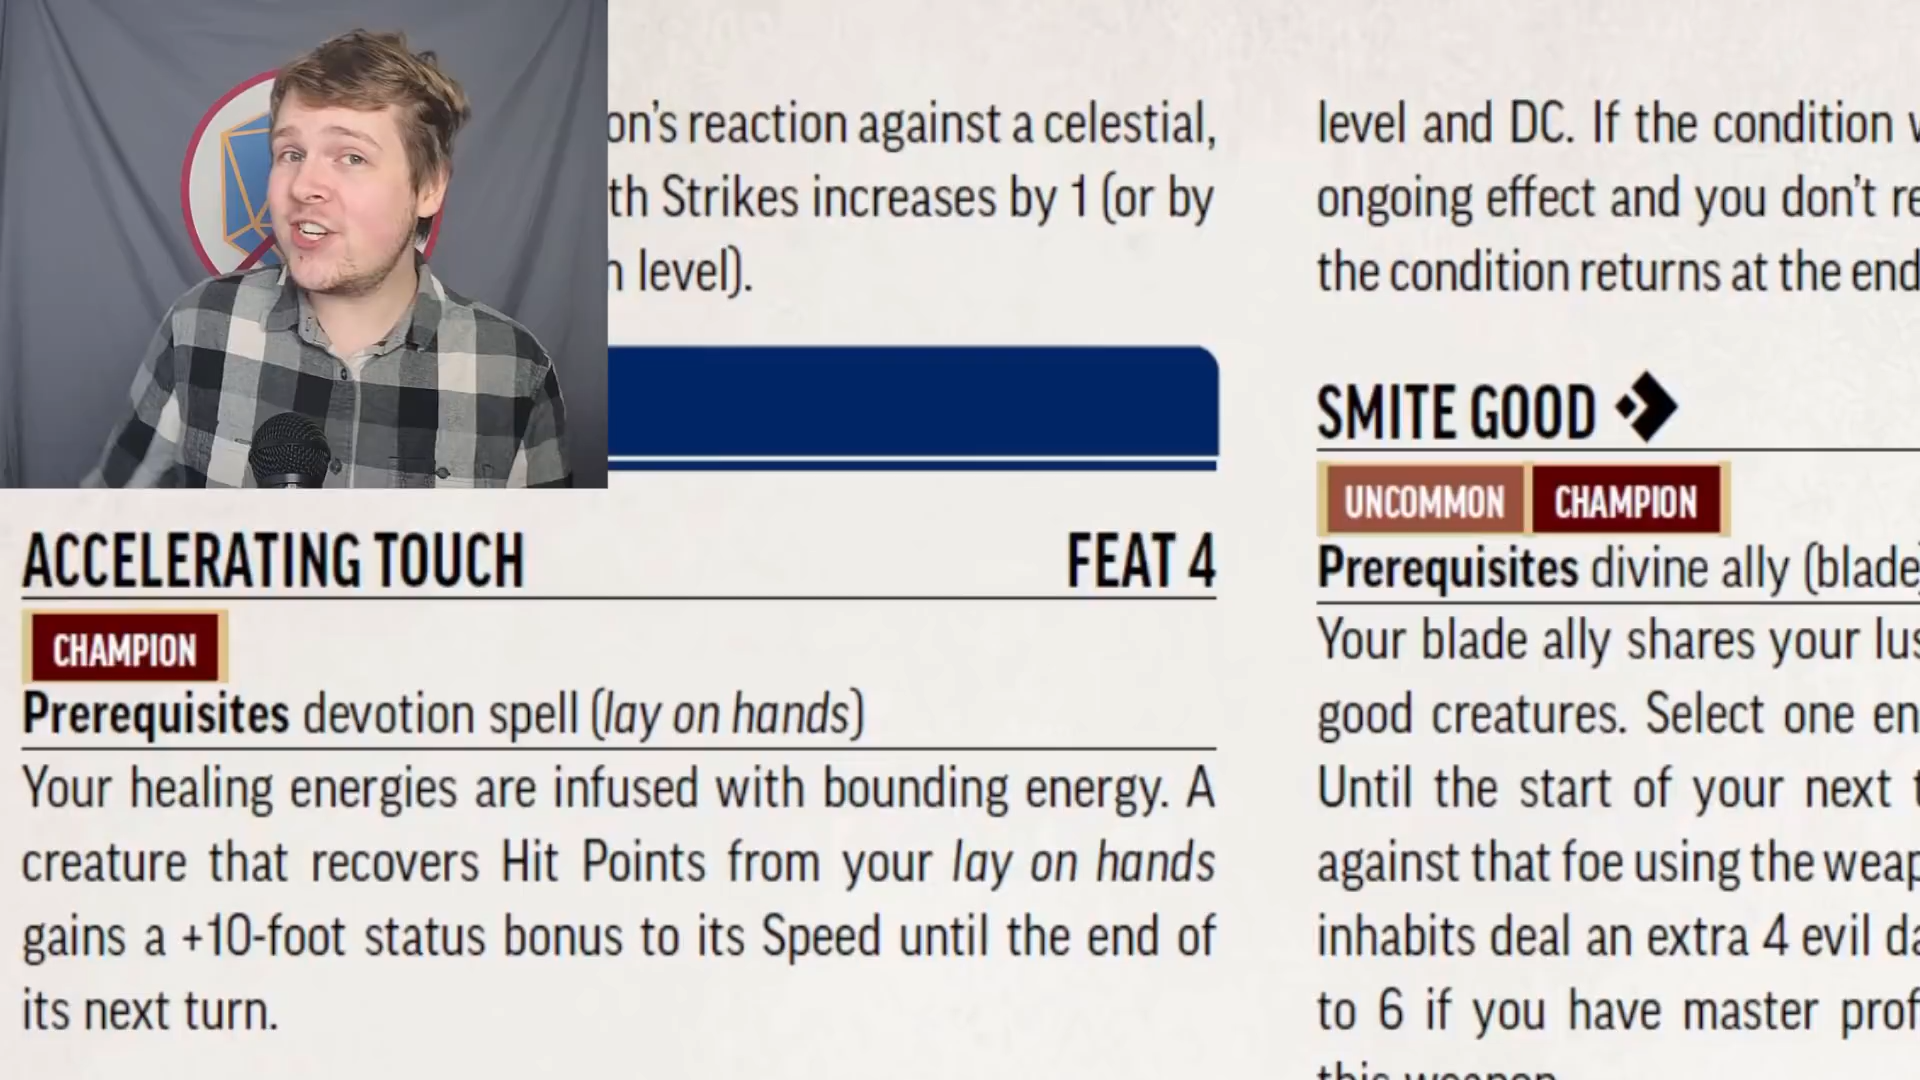 on's reaction against a celestial,
th Strikes increases by 1 (or by
level).
ACCELERATING TOUCH FEAT 4
CHAMPION
Prerequisites devotion spell (lay on hands)
Your healing energies are infused with bounding energy. A
creature that recovers Hit Points from your lay on hands
gains a +10-foot status bonus to its Speed until the end of
its next turn.
level and DC. If the condition
ongoing effect and you don't re
the condition returns at the end
SMITE GOOD
UNCOMMON CHAMPION
Prerequisites divine ally (blade)
Your blade ally shares your lus
good creatures. Select one en
Until the start of your next t
against that foe using the weap
inhabits deal an extra 4 evil da
to 6 if you have master prof
this weapon